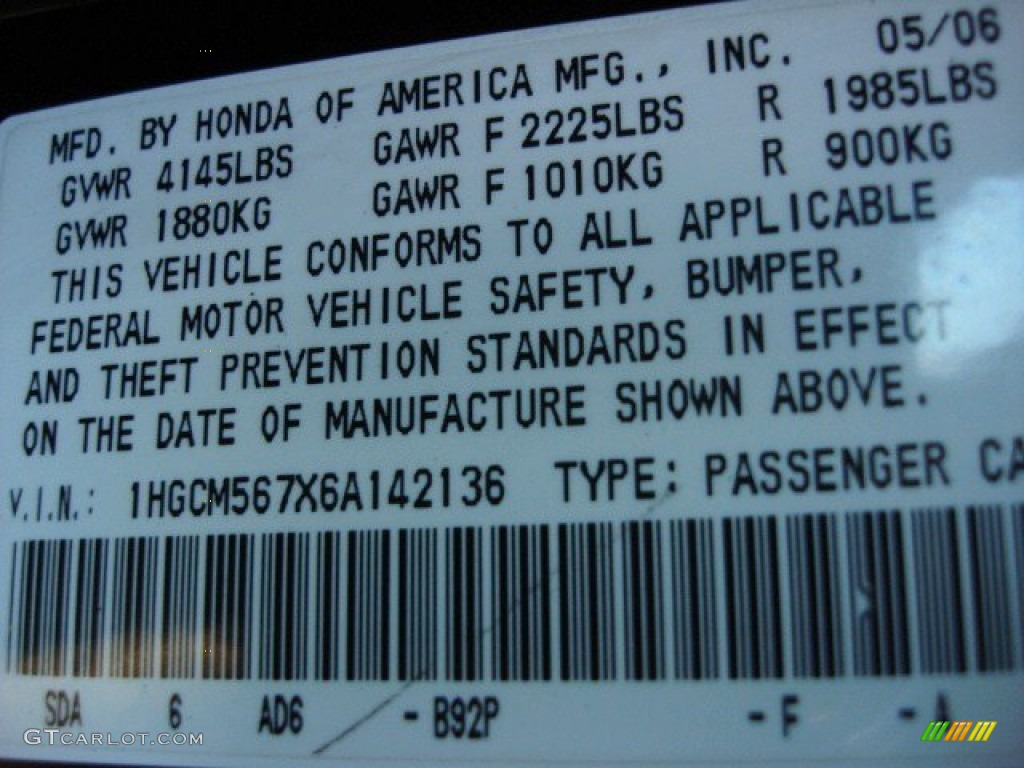 MFD. BY HONDA OF AMERICA MFG., INC. 05/06
GVWR 4145LBS GAWR F 2225LBS R 1985LBS
GVWR 1880KG GAWR F 1010KG R 900KG
THIS VEHICLE CONFORMS TO ALL APPLICABLE
FEDERAL MOTOR VEHICLE SAFETY, BUMPER,
AND THEFT PREVENTION STANDARDS IN EFFECT
ON THE DATE OF MANUFACTURE SHOWN ABOVE.
V.I.N.: 1HGCM567X6A142136 TYPE: PASSENGER CA
SDA 6 AD6 - B92P - F - A
GTCARLOT.COM